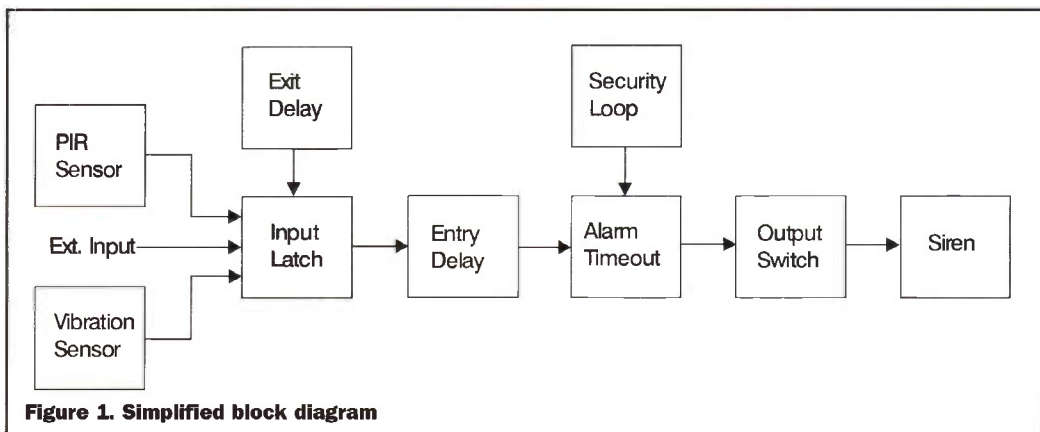 Exit
Delay
Security
Loop
PIR
Sensor
Ext. Input
Input
Latch
Entry
Delay
Alarm
Timeout
Output
Switch
Siren
Vibration
Sensor
Figure 1. Simplified block diagram